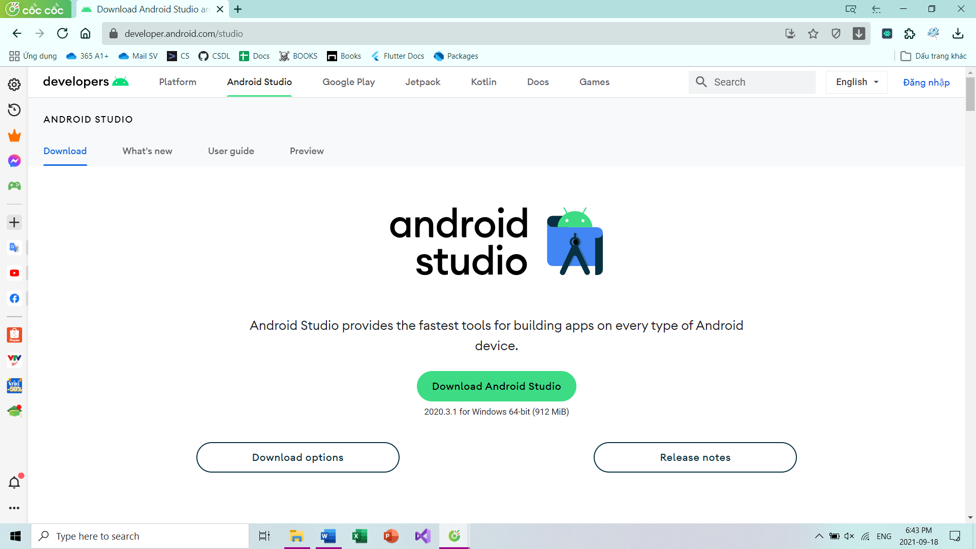 cốc cốc
Download Android Studio an
developer.android.com/studio
Ứng dụng
365 A1+
Mail SV
CS
CSDL
Docs
BOOKS
Books
Flutter Docs
Packages
Dấu trang khác
developers
Platform
Android Studio
Google Play
Jetpack
Kotlin
Docs
Games
Search
English
Đăng nhập
ANDROID STUDIO
Download
What's new
User guide
Preview
android
studio
Android Studio provides the fastest tools for building apps on every type of Android
device.
Download Android Studio
2020.3.1 for Windows 64-bit (912 MiB)
Download options
Release notes
Type here to search
ENG
6:43 PM
2021-09-18